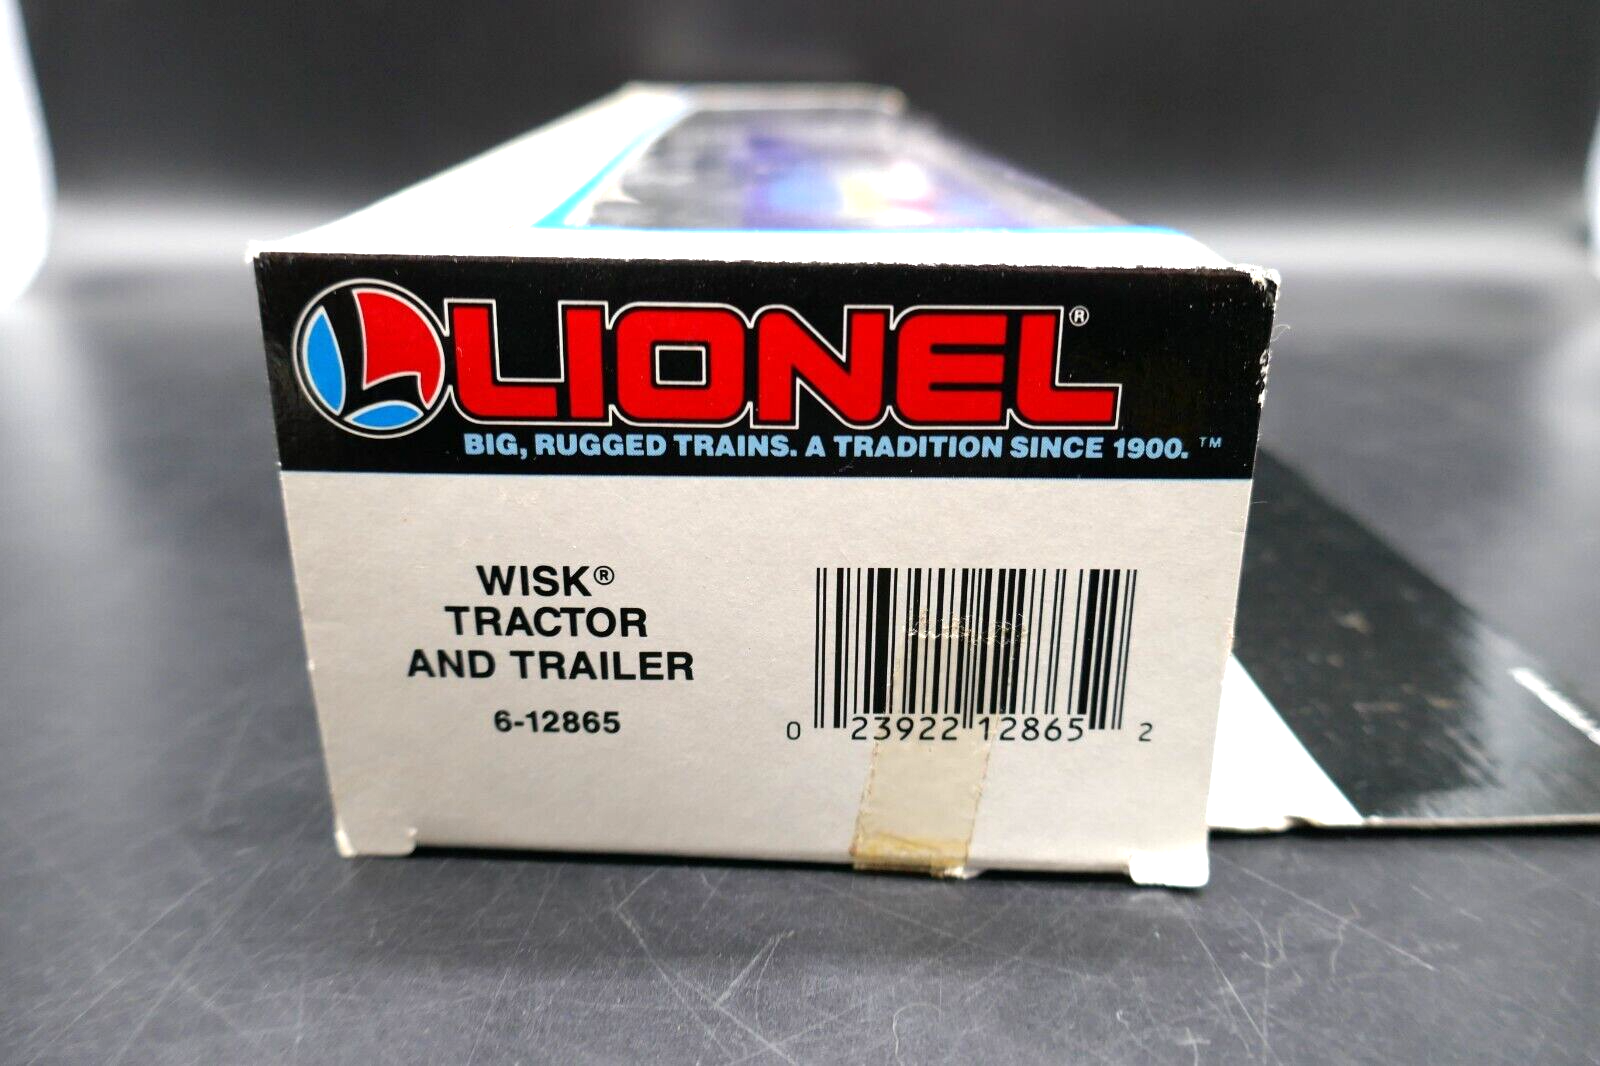 LIONEL®
BIG, RUGGED TRAINS. A TRADITION SINCE 1900.™
WISK®
TRACTOR
AND TRAILER
6-12865
0 23922 12865 2